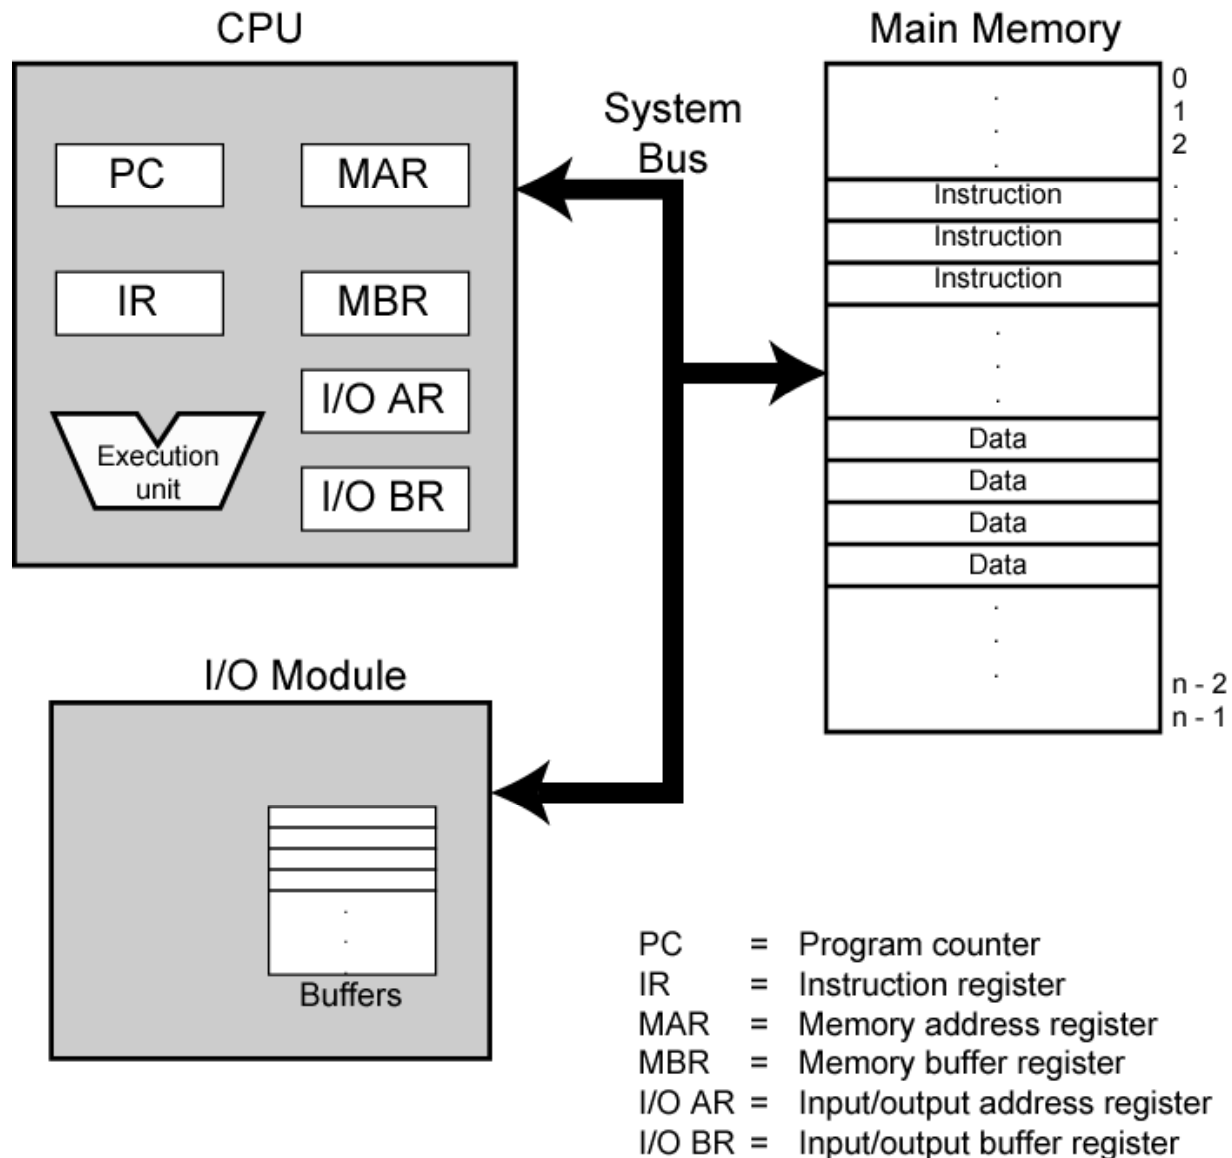 CPU
PC
MAR
IR
MBR
I/O AR
I/O BR
Execution
unit
System
Bus
Main Memory
0
1
2
.
.
.
.
.
.
Instruction
Instruction
Instruction
.
.
.
Data
Data
Data
Data
.
.
.
n - 2
n - 1
I/O Module
.
.
.
Buffers
PC = Program counter
IR = Instruction register
MAR = Memory address register
MBR = Memory buffer register
I/O AR = Input/output address register
I/O BR = Input/output buffer register